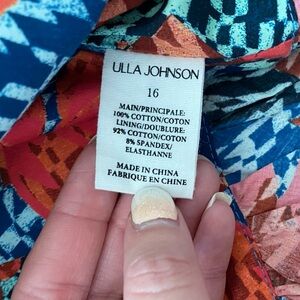 ULLA JOHNSON
16
MAIN/PRINCIPALE:
100% COTTON/COTON
LINING/DOUBLURE:
92% COTTON/COTON
8% SPANDEX/
ELASTHANNE
MADE IN CHINA
FABRIQUE EN CHINE